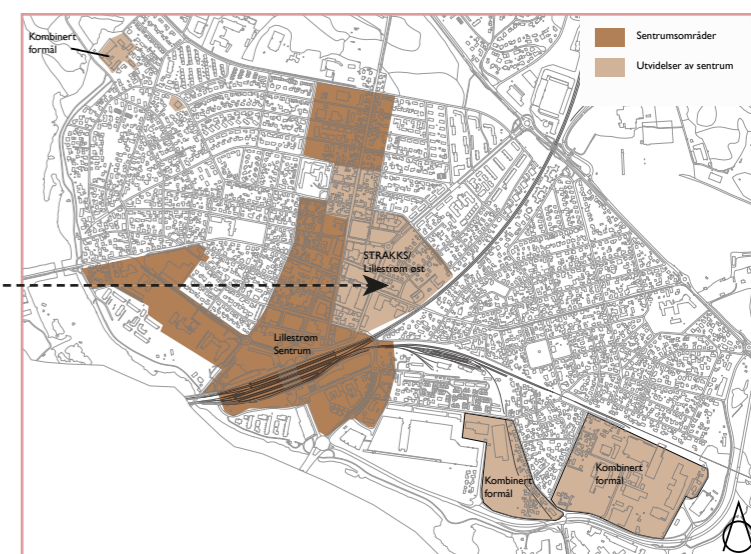 Kombinert
formål
Sentrumsområder
Utvidelser av sentrum
STRAKKS/
Lillestrøm øst
Lillestrøm
Sentrum
Kombinert
formål
Kombinert
formål